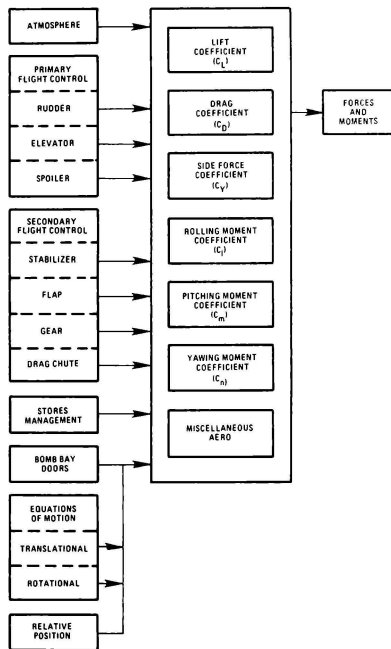 ATMOSPHERE
PRIMARY
FLIGHT CONTROL
RUDDER
ELEVATOR
SPOILER
SECONDARY
FLIGHT CONTROL
STABILIZER
FLAP
GEAR
DRAG CHUTE
STORES
MANAGEMENT
BOMB BAY
DOORS
EQUATIONS
OF MOTION
TRANSLATIONAL
ROTATIONAL
RELATIVE
POSITION
LIFT
COEFFICIENT
(C_L)
DRAG
COEFFICIENT
(C_D)
SIDE FORCE
COEFFICIENT
(C_Y)
ROLLING MOMENT
COEFFICIENT
(C_l)
PITCHING MOMENT
COEFFICIENT
(C_m)
YAWING MOMENT
COEFFICIENT
(C_n)
MISCELLANEOUS
AERO
FORCES
AND
MOMENTS